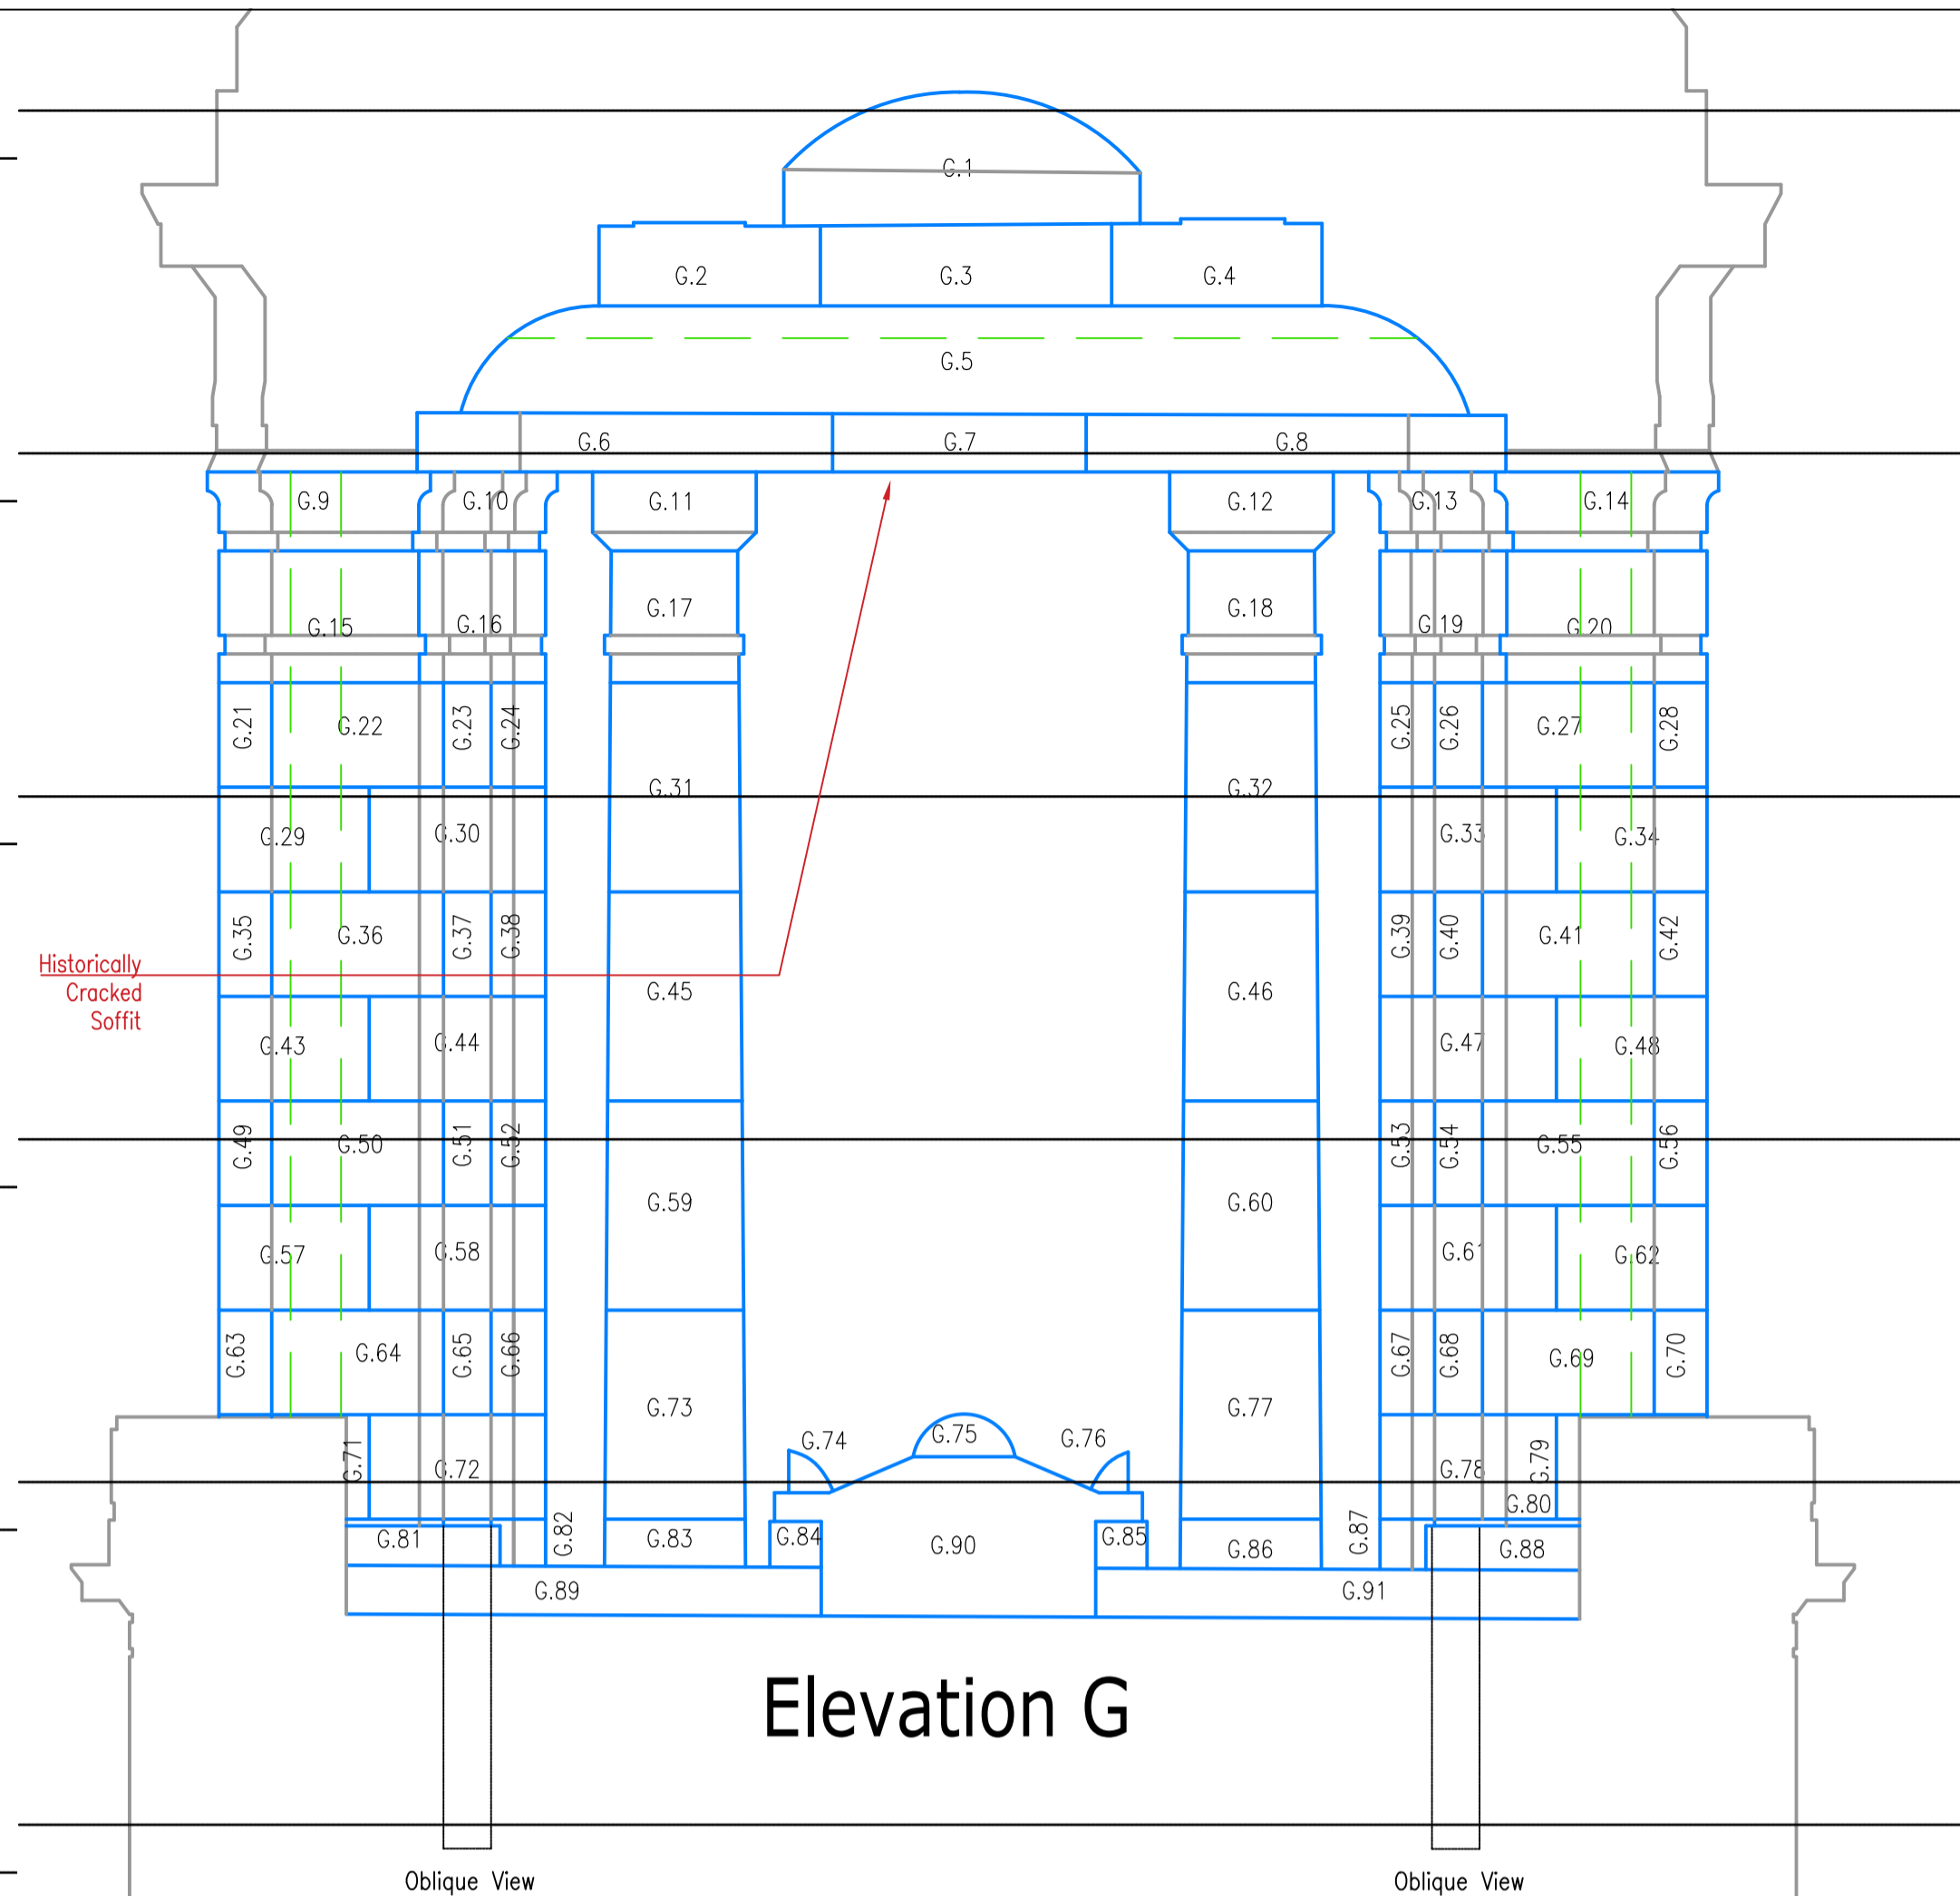 G.1
G.2 G.3 G.4
G.5
G.6 G.7 G.8
G.9 G.10 G.11 G.12 G.13 G.14
G.15 G.16 G.17 G.18 G.19 G.20
G.21 G.22 G.23 G.24 G.25 G.26 G.27 G.28
G.31 G.32
G.29 G.30 G.33 G.34
G.35 G.36 G.37 G.38 G.39 G.40 G.41 G.42
Historically
Cracked
Soffit
G.45 G.46
G.43 G.44 G.47 G.48
G.49 G.50 G.51 G.52 G.53 G.54 G.55 G.56
G.59 G.60
G.57 G.58 G.61 G.62
G.63 G.64 G.65 G.66 G.67 G.68 G.69 G.70
G.73 G.77
G.74 G.75 G.76
G.71 G.72 G.78 G.79
G.80
G.81 G.82 G.83 G.84 G.90 G.85 G.86 G.87 G.88
G.89 G.91
Elevation G
Oblique View Oblique View